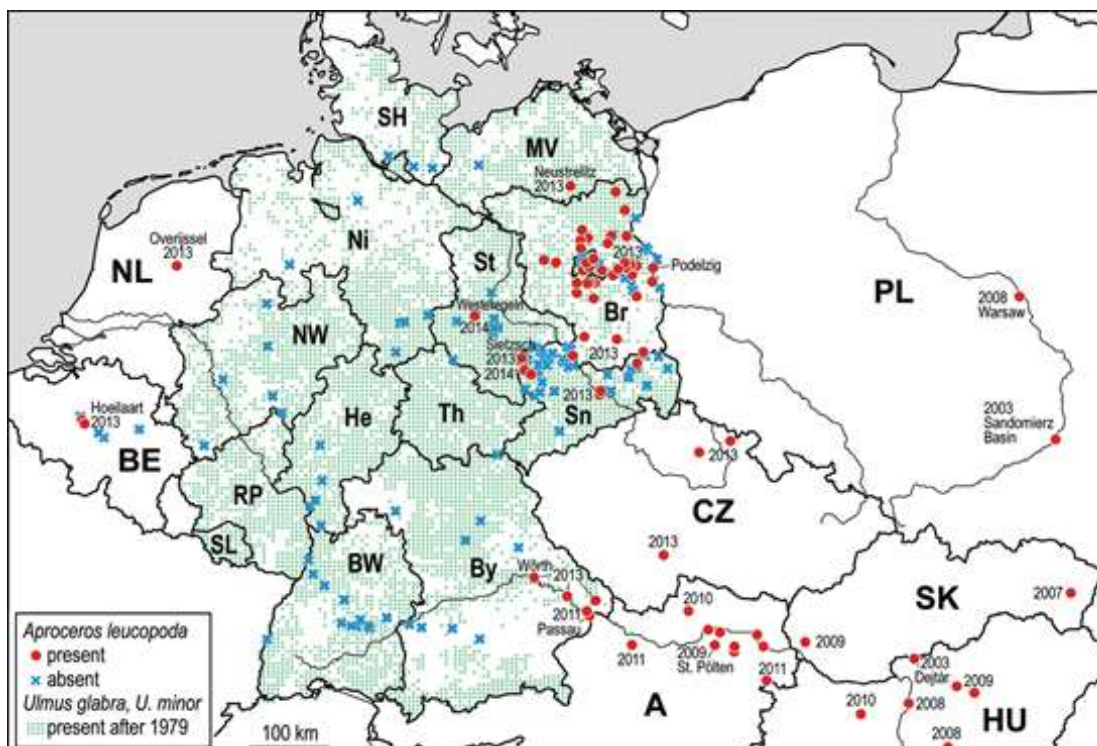 SH
MV
Neustrelitz
2013
Overijssel
2013
NL
Ni
St
2013
Podelzig
PL
Westeregeln
2014
Br
2008
Warsaw
NW
Sietzsch
2013
2014
2013
2013
Sn
Hoeilaart
2013
BE
He
Th
2003
Sandomierz
Basin
2013
RP
CZ
SL
BW
By
2013
Wörth
2013
2011
Passau
2010
SK
2007
2009
2011
2009
St. Pölten
2011
2003
Dejtár
2009
2010
2008
A
HU
2008
Aproceros leucopoda
present
absent
Ulmus glabra, U. minor
present after 1979
100 km